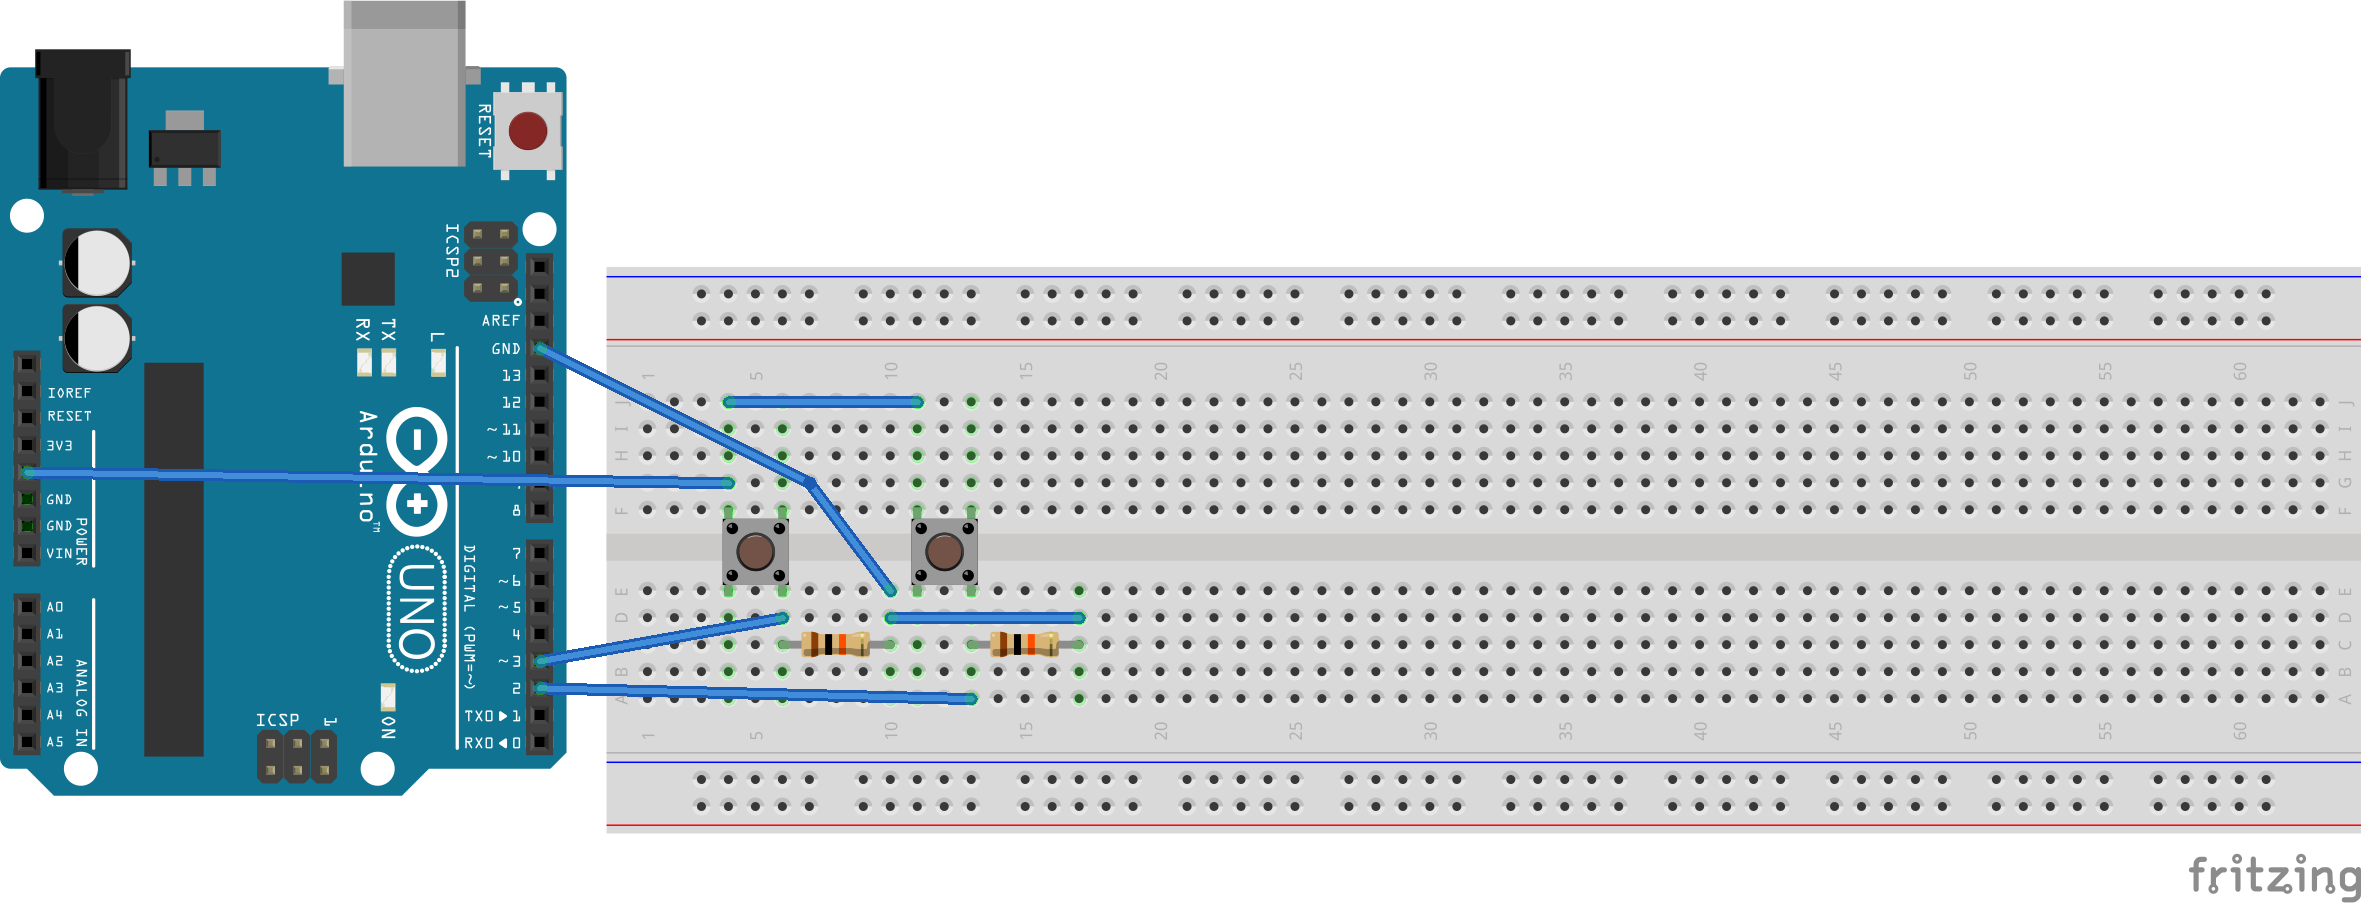 RESET
ICSP2
RX
TX
L
AREF
GND
13
12
~11
~10
8
IOREF
RESET
3V3
GND
GND
VIN
POWER
Arduino™
UNO
DIGITAL (PWM=~)
7
~6
~5
4
~3
2
TX0▶1
RX0◀0
A0
A1
A2
A3
A4
A5
ANALOG IN
ICSP
1
ON
1 5 10 15 20 25 30 35 40 45 50 55 60
J J
I I
H H
G G
F F
E E
D D
C C
B B
A A
1 5 10 15 20 25 30 35 40 45 50 55 60
fritzing